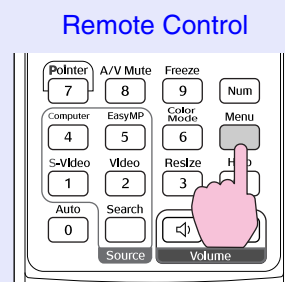 Remote Control
Pointer A/V Mute Freeze
7 8 9 Num
Computer EasyMP Color Mode Menu
4 5 6
S-Video Video Resize
1 2 3
Auto Search
0
Source Volume